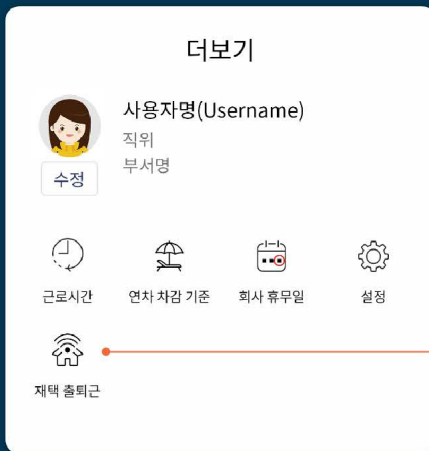 더보기
사용자명(Username)
직위
부서명
수정
근로시간 연차 차감 기준 회사 휴무일 설정
재택 출퇴근